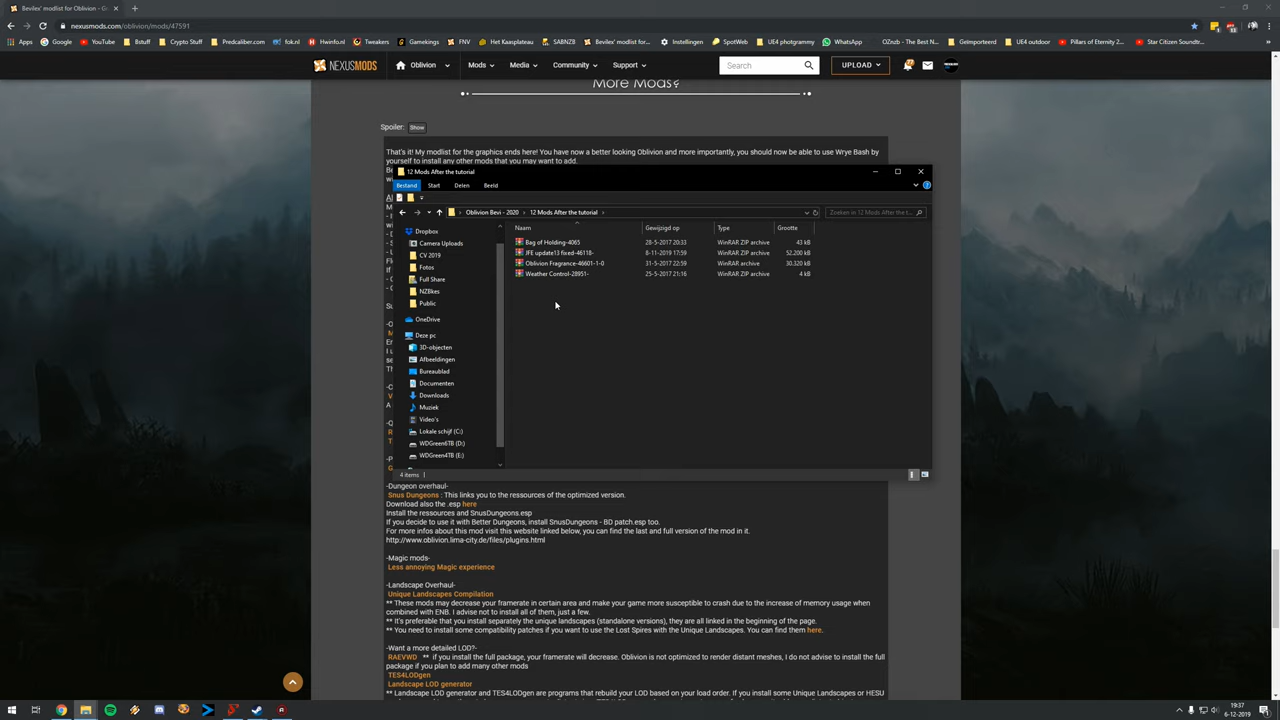 Bevilex' modlist for Oblivion - G
nexusmods.com/oblivion/mods/47591
Apps Google YouTube Bstuff Crypto Stuff Predcaliber.com fok.nl Hwinfo.nl Tweakers Gamekings FNV Het Kaasplateau SABNZB Bevilex' modlist for... Instellingen SpotWeb UE4 photgrammy WhatsApp OZnzb - The Best N... Geïmporteerd UE4 outdoor Pillars of Eternity 2... Star Citizen Soundtr...
NEXUSMODS Oblivion Mods Media Community Support Search UPLOAD
More Mods?
Spoiler: Show
That's it! My modlist for the graphics ends here! You have now a better looking Oblivion and more importantly, you should now be able to use Wrye Bash by
yourself to install any other mods that you may want to add.
12 Mods After the tutorial
Bestand Start Delen Beeld
Oblivion Bevi - 2020 12 Mods After the tutorial Zoeken in 12 Mods After the t...
Naam Gewijzigd op Type Grootte
Dropbox
Camera Uploads
CV 2019
Fotos
Full Share
NZBkes
Public
OneDrive
Deze pc
3D-objecten
Afbeeldingen
Bureaublad
Documenten
Downloads
Muziek
Video's
Lokale schijf (C:)
WDGreen6TB (D:)
WDGreen4TB (E:)
Bag of Holding-4065 28-5-2017 20:33 WinRAR ZIP archive 43 kB
JFE update13 fixed-46118- 8-11-2019 17:59 WinRAR ZIP archive 52.200 kB
Oblivion Fragrance-46601-1-0 31-5-2017 22:59 WinRAR archive 30.320 kB
Weather Control-28951- 25-5-2017 21:16 WinRAR ZIP archive 4 kB
4 items
-Dungeon overhaul-
Snus Dungeons : This links you to the ressources of the optimized version.
Download also the .esp here
Install the ressources and SnusDungeons.esp
If you decide to use it with Better Dungeons, install SnusDungeons - BD patch.esp too.
For more infos about this mod visit this website linked below, you can find the last and full version of the mod in it.
http://www.oblivion.lima-city.de/files/plugins.html
-Magic mods-
Less annoying Magic experience
-Landscape Overhaul-
Unique Landscapes Compilation
** These mods may decrease your framerate in certain area and make your game more susceptible to crash due to the increase of memory usage when
combined with ENB. I advise not to install all of them, just a few.
** It's preferable that you install separately the unique landscapes (standalone versions), they are all linked in the beginning of the page.
** You need to install some compatibility patches if you want to use the Lost Spires with the Unique Landscapes. You can find them here.
-Want a more detailed LOD?-
RAEVWD ** if you install the full package, your framerate will decrease. Oblivion is not optimized to render distant meshes, I do not advise to install the full
package if you plan to add many other mods
TES4LODgen
Landscape LOD generator
** Landscape LOD generator and TES4LODgen are programs that rebuild your LOD based on your load order. If you install some Unique Landscapes or HESU
19:37
6-12-2019